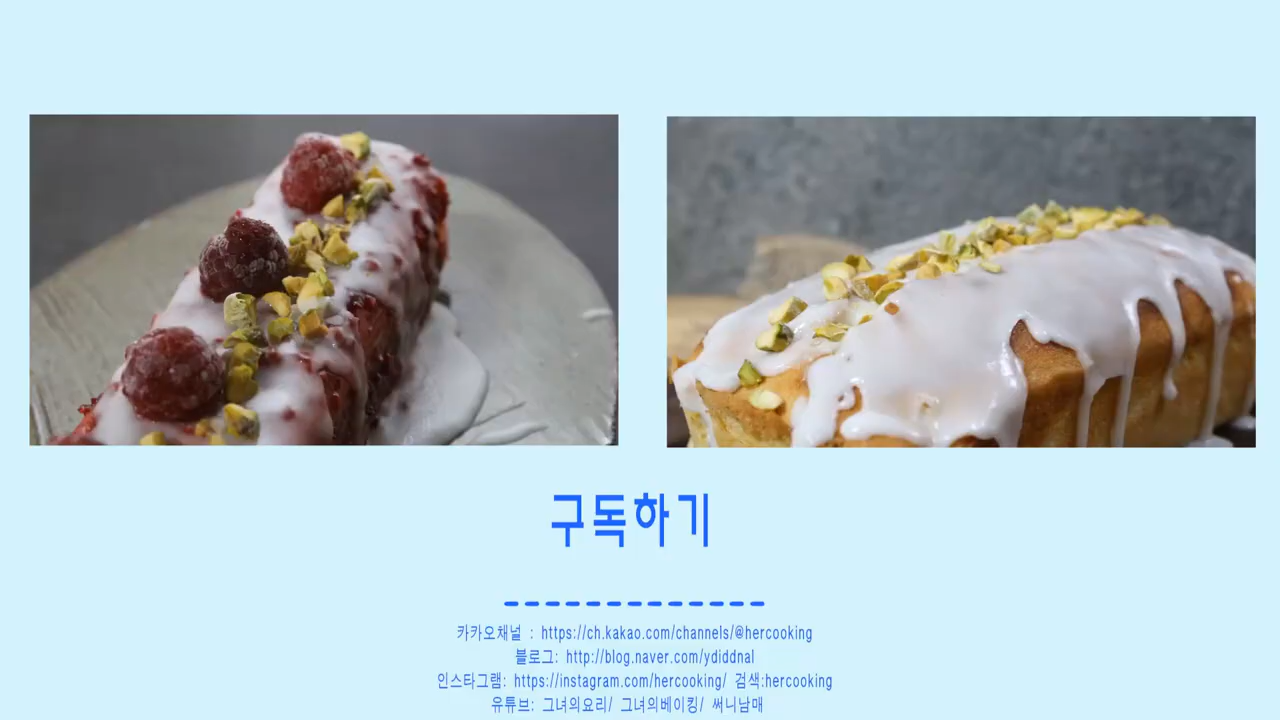 구독하기
카카오채널 : https://ch.kakao.com/channels/@hercooking
블로그: http://blog.naver.com/ydiddnal
인스타그램: https://instagram.com/hercooking/ 검색:hercooking
유튜브: 그녀의요리/ 그녀의베이킹/ 써니남매